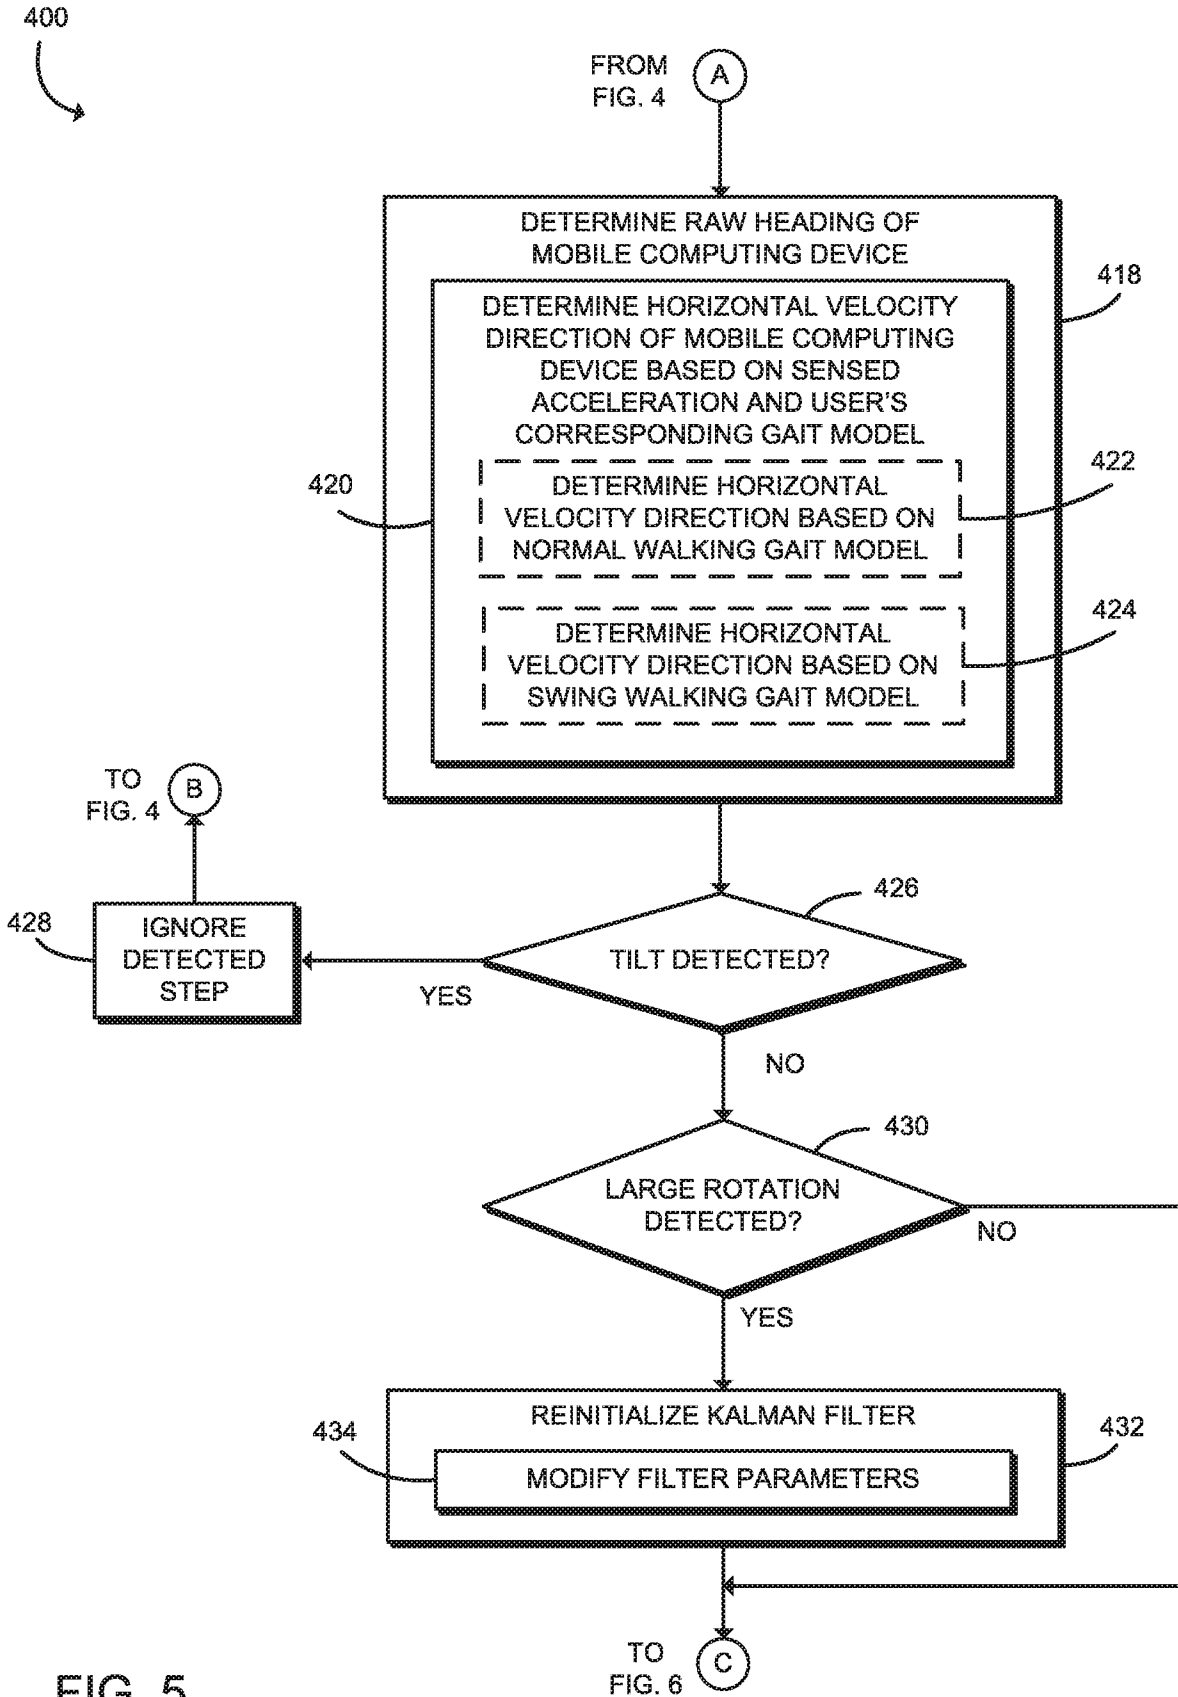 400
FROM
FIG. 4
A
DETERMINE RAW HEADING OF
MOBILE COMPUTING DEVICE
418
DETERMINE HORIZONTAL VELOCITY
DIRECTION OF MOBILE COMPUTING
DEVICE BASED ON SENSED
ACCELERATION AND USER'S
CORRESPONDING GAIT MODEL
420
422
DETERMINE HORIZONTAL
VELOCITY DIRECTION BASED ON
NORMAL WALKING GAIT MODEL
424
DETERMINE HORIZONTAL
VELOCITY DIRECTION BASED ON
SWING WALKING GAIT MODEL
TO
FIG. 4
B
428
IGNORE
DETECTED
STEP
426
TILT DETECTED?
YES
NO
430
LARGE ROTATION
DETECTED?
NO
YES
REINITIALIZE KALMAN FILTER
432
434
MODIFY FILTER PARAMETERS
TO
FIG. 6
C
FIG. 5